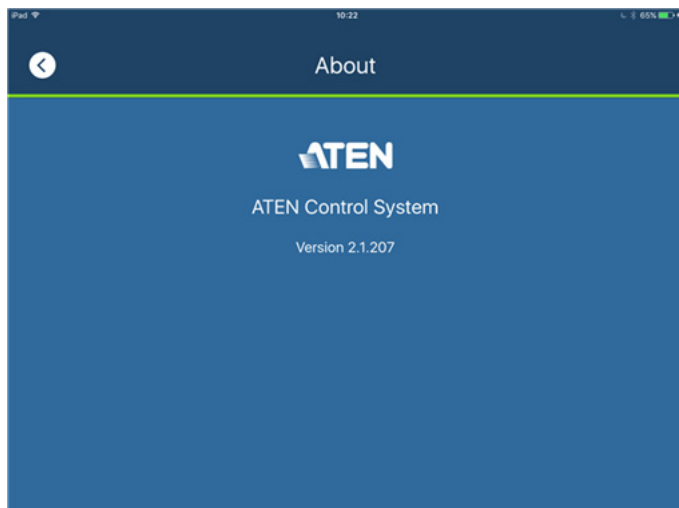 iPad 10:22 65%
About
ATEN
ATEN Control System
Version 2.1.207